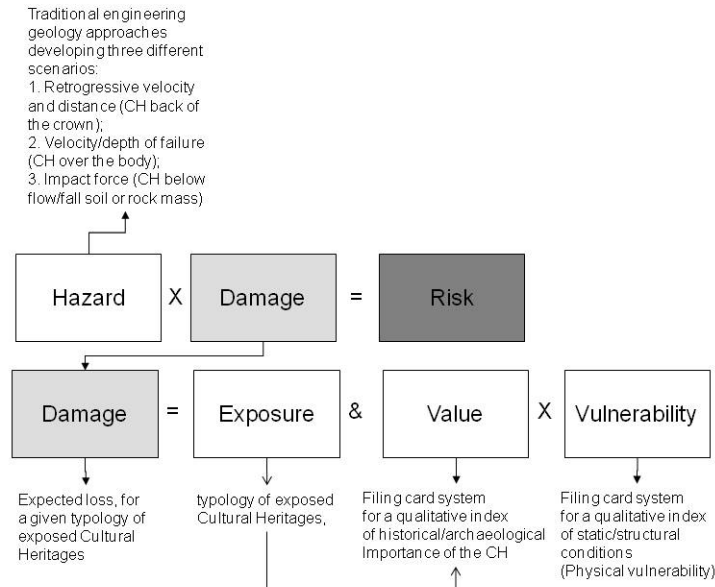 Traditional engineering
geology approaches
developing three different
scenarios:
1. Retrogressive velocity
and distance (CH back of
the crown);
2. Velocity/depth of failure
(CH over the body);
3. Impact force (CH below
flow/fall soil or rock mass)
Hazard X Damage = Risk
Damage = Exposure & Value X Vulnerability
Expected loss, for
a given typology of
exposed Cultural
Heritages
typology of exposed
Cultural Heritages,
Filing card system
for a qualitative index
of historical/archaeological
Importance of the CH
Filing card system
for a qualitative index
of static/structural
conditions
(Physical vulnerability)